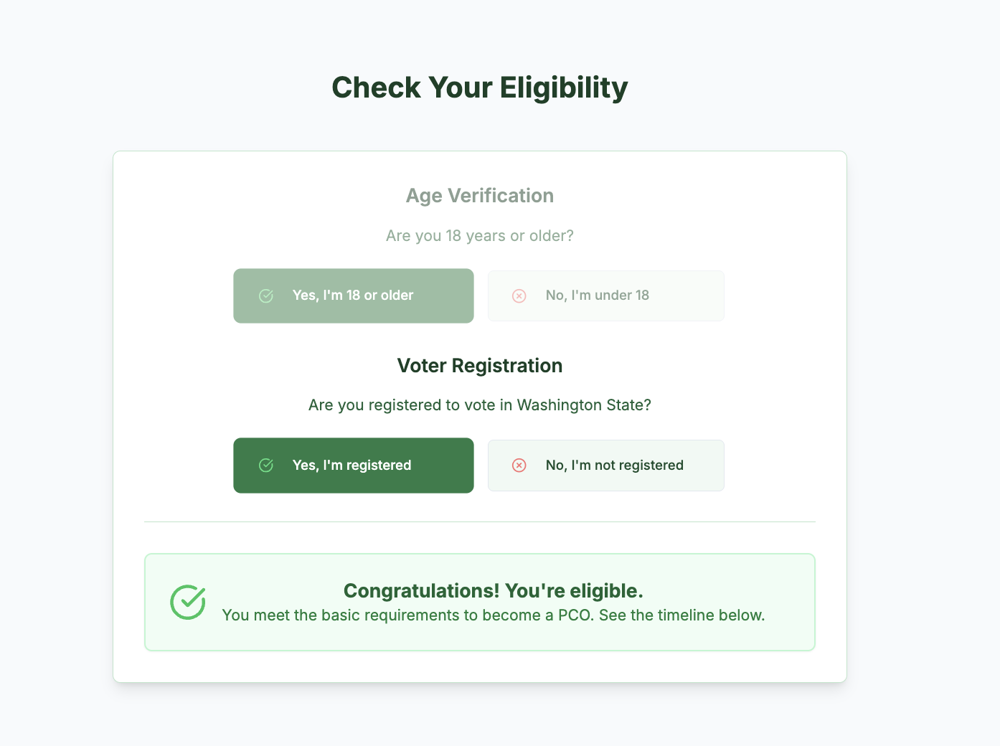 Check Your Eligibility
Age Verification
Are you 18 years or older?
Yes, I'm 18 or older
No, I'm under 18
Voter Registration
Are you registered to vote in Washington State?
Yes, I'm registered
No, I'm not registered
Congratulations! You're eligible.
You meet the basic requirements to become a PCO. See the timeline below.